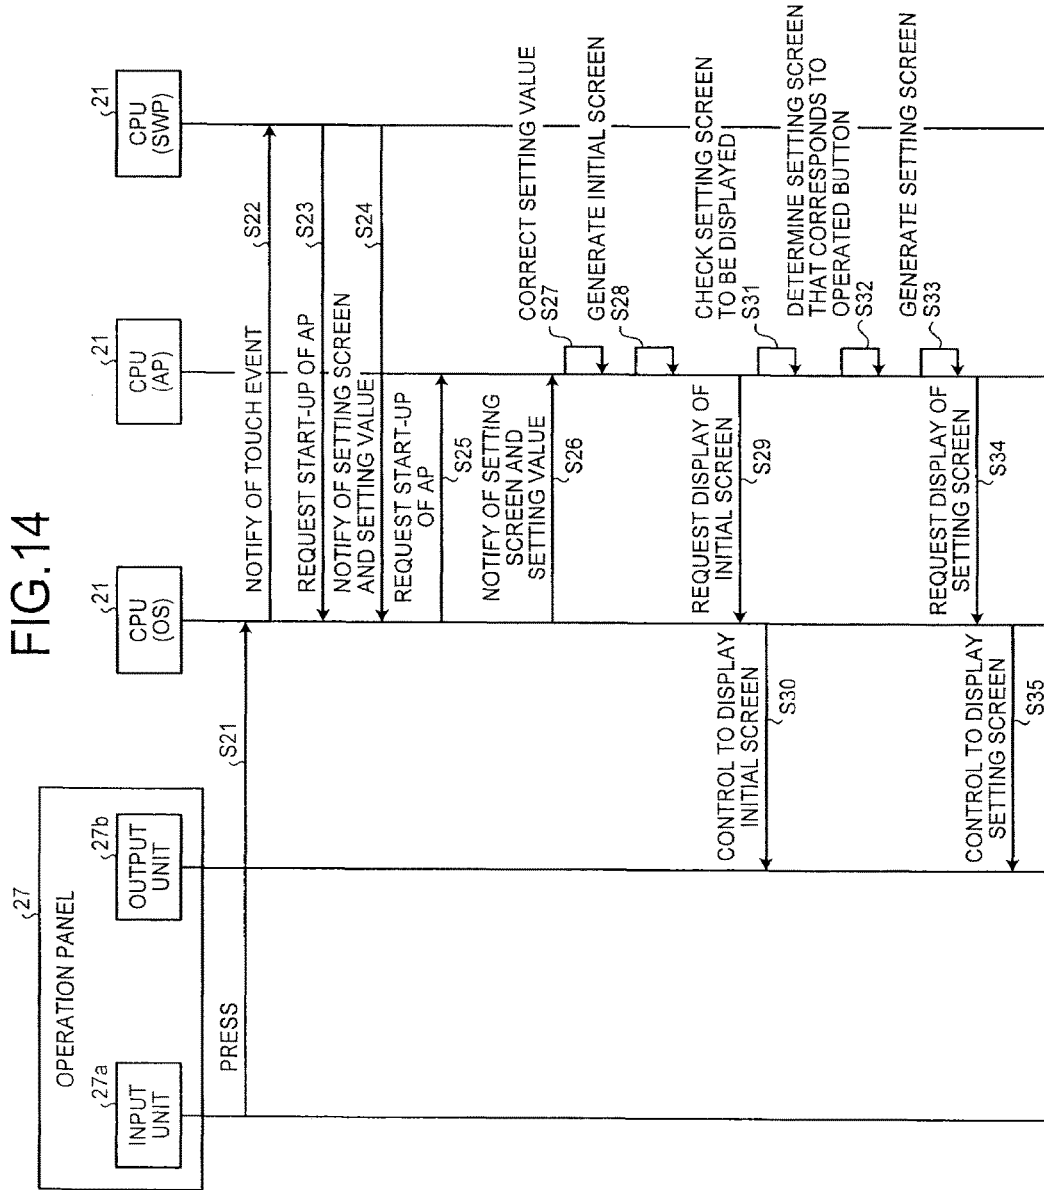 FIG.14
27
OPERATION PANEL
27a
INPUT
UNIT
27b
OUTPUT
UNIT
21
CPU
(OS)
21
CPU
(AP)
21
CPU
(SWP)
PRESS
S21
NOTIFY OF TOUCH EVENT
S22
REQUEST START-UP OF AP
S23
NOTIFY OF SETTING SCREEN
AND SETTING VALUE
S24
REQUEST START-UP
OF AP
S25
NOTIFY OF SETTING
SCREEN AND
SETTING VALUE
S26
CORRECT SETTING VALUE
S27
GENERATE INITIAL SCREEN
S28
REQUEST DISPLAY OF
INITIAL SCREEN
S29
CONTROL TO DISPLAY
INITIAL SCREEN
S30
CHECK SETTING SCREEN
TO BE DISPLAYED
S31
DETERMINE SETTING SCREEN
THAT CORRESPONDS TO
OPERATED BUTTON
S32
GENERATE SETTING SCREEN
S33
REQUEST DISPLAY OF
SETTING SCREEN
S34
CONTROL TO DISPLAY
SETTING SCREEN
S35